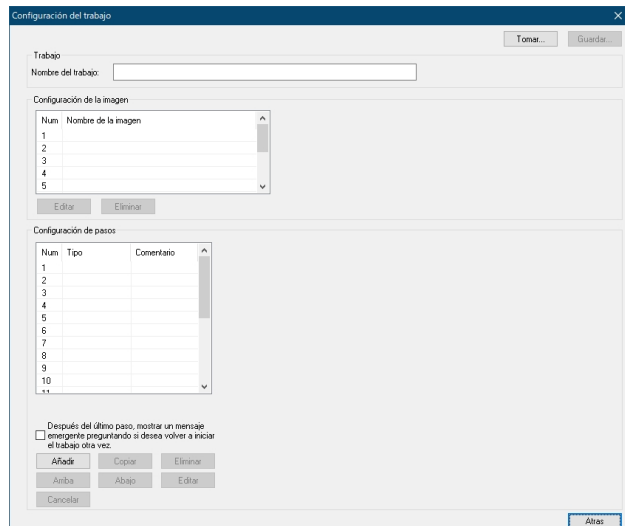 Configuración del trabajo
Tomar... Guardar...
Trabajo
Nombre del trabajo:
Configuración de la imagen
Num Nombre de la imagen
1
2
3
4
5
Editar Eliminar
Configuración de pasos
Num Tipo Comentario
1
2
3
4
5
6
7
8
9
10
11
Después del último paso, mostrar un mensaje
emergente preguntando si desea volver a iniciar
el trabajo otra vez.
Añadir Copiar Eliminar
Arriba Abajo Editar
Cancelar
Atras